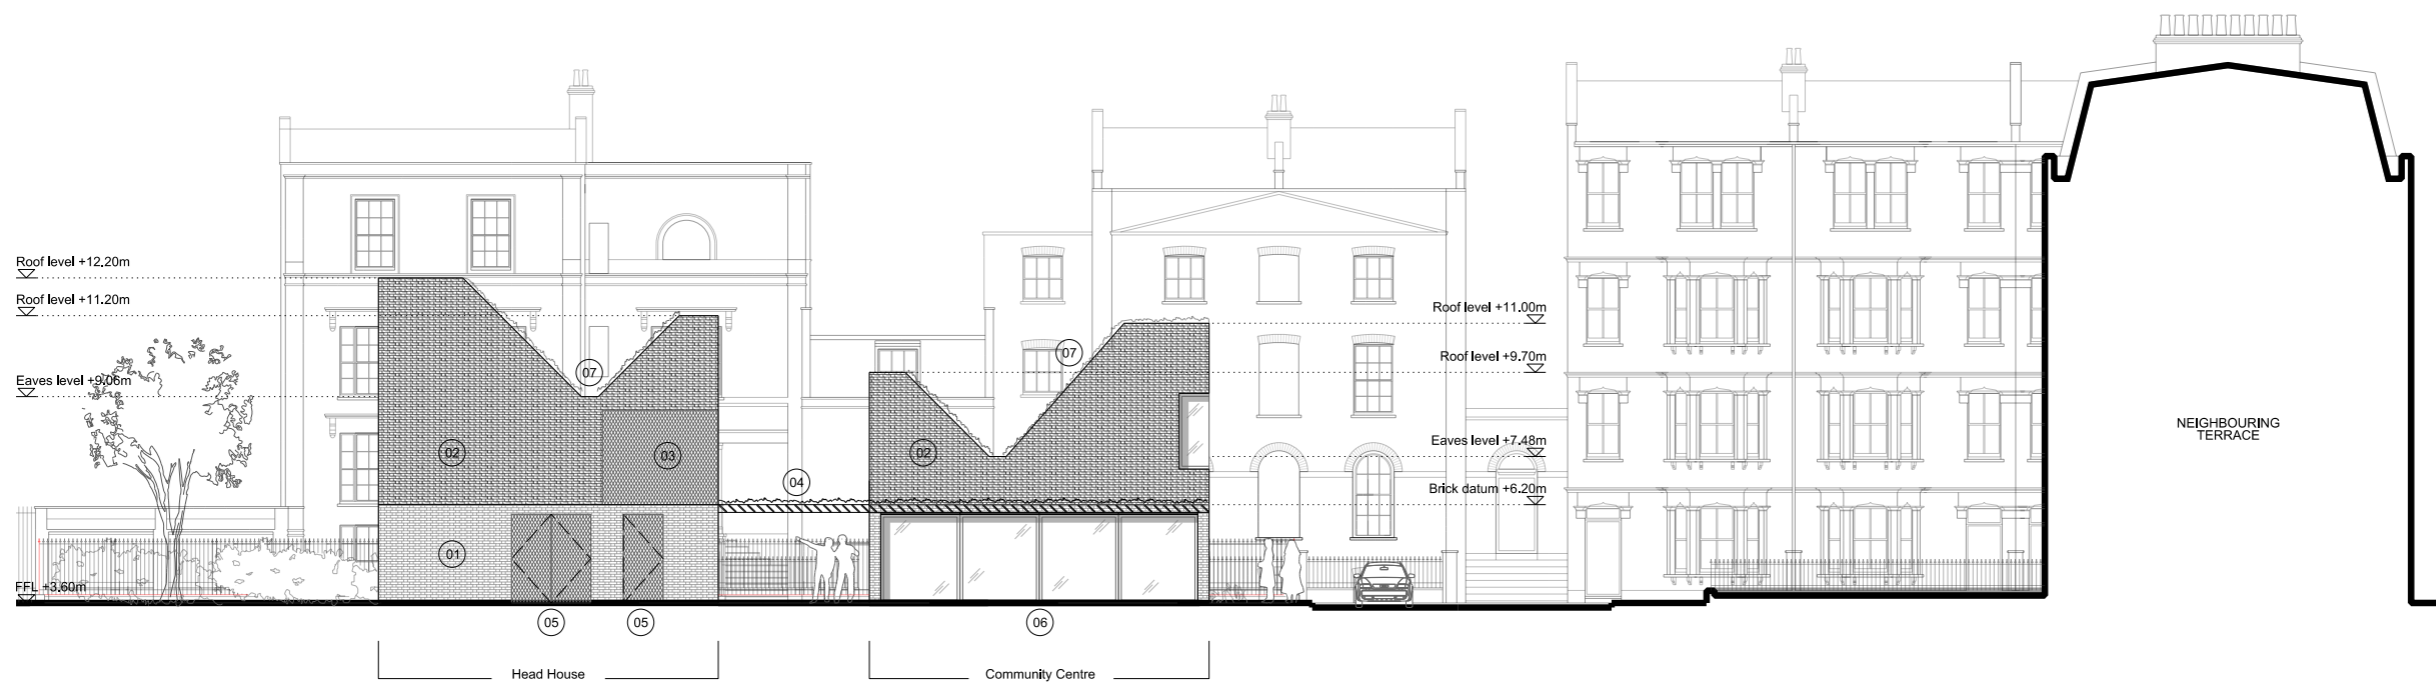 Roof level +12.20m
Roof level +11.20m
Eaves level +9.06m
FFL +3.60m
07
02
03
01
05
05
Head House
04
07
02
06
Community Centre
Roof level +11.00m
Roof level +9.70m
Eaves level +7.48m
Brick datum +6.20m
NEIGHBOURING
TERRACE